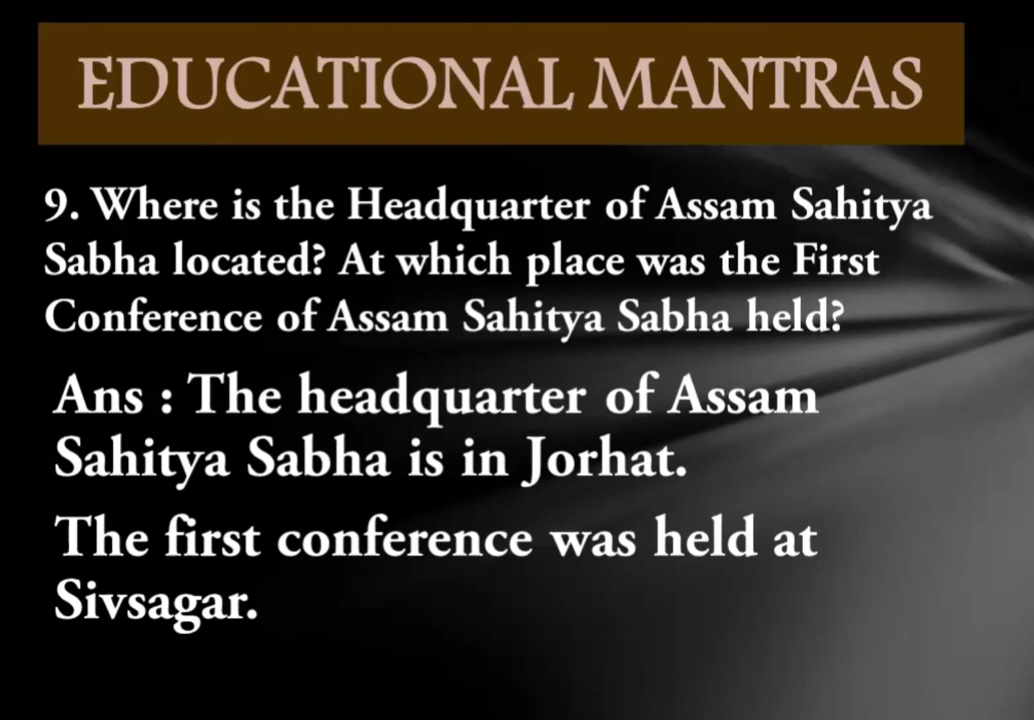 EDUCATIONAL MANTRAS
9. Where is the Headquarter of Assam Sahitya
Sabha located? At which place was the First
Conference of Assam Sahitya Sabha held?
Ans : The headquarter of Assam
Sahitya Sabha is in Jorhat.
The first conference was held at
Sivsagar.